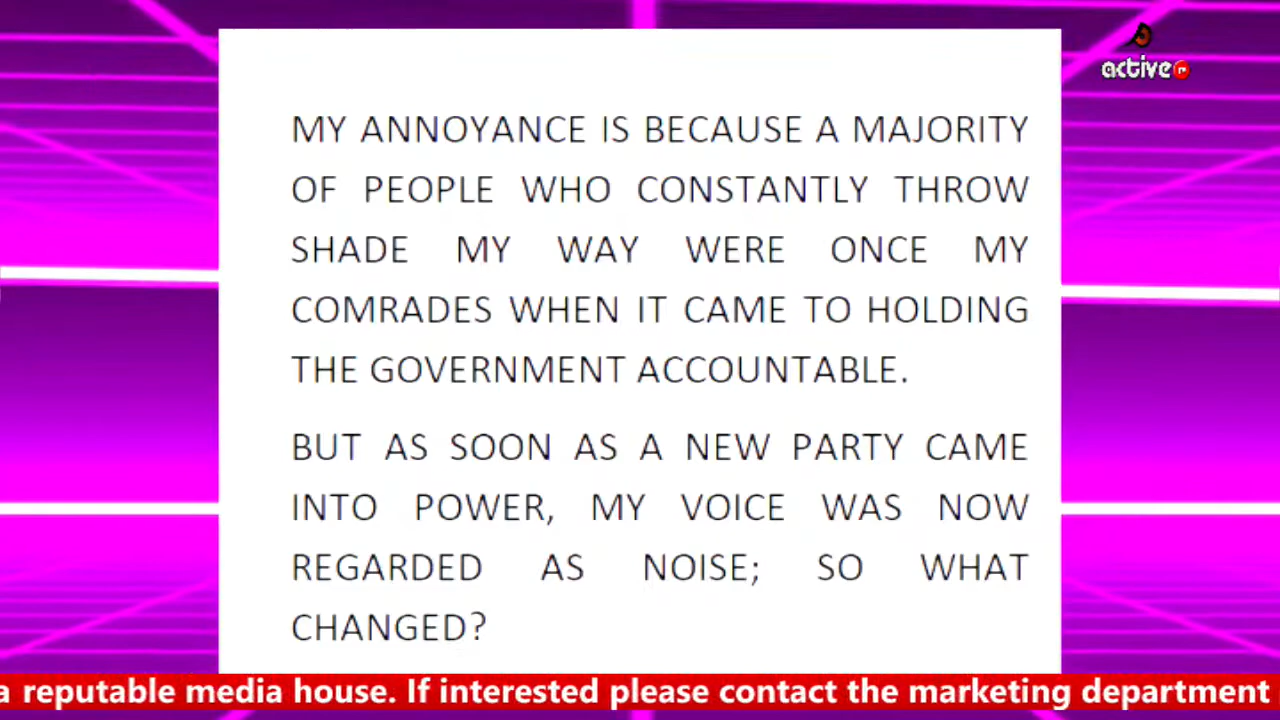 active tv
MY ANNOYANCE IS BECAUSE A MAJORITY
OF PEOPLE WHO CONSTANTLY THROW
SHADE MY WAY WERE ONCE MY
COMRADES WHEN IT CAME TO HOLDING
THE GOVERNMENT ACCOUNTABLE.
BUT AS SOON AS A NEW PARTY CAME
INTO POWER, MY VOICE WAS NOW
REGARDED AS NOISE; SO WHAT
CHANGED?
a reputable media house. If interested please contact the marketing department